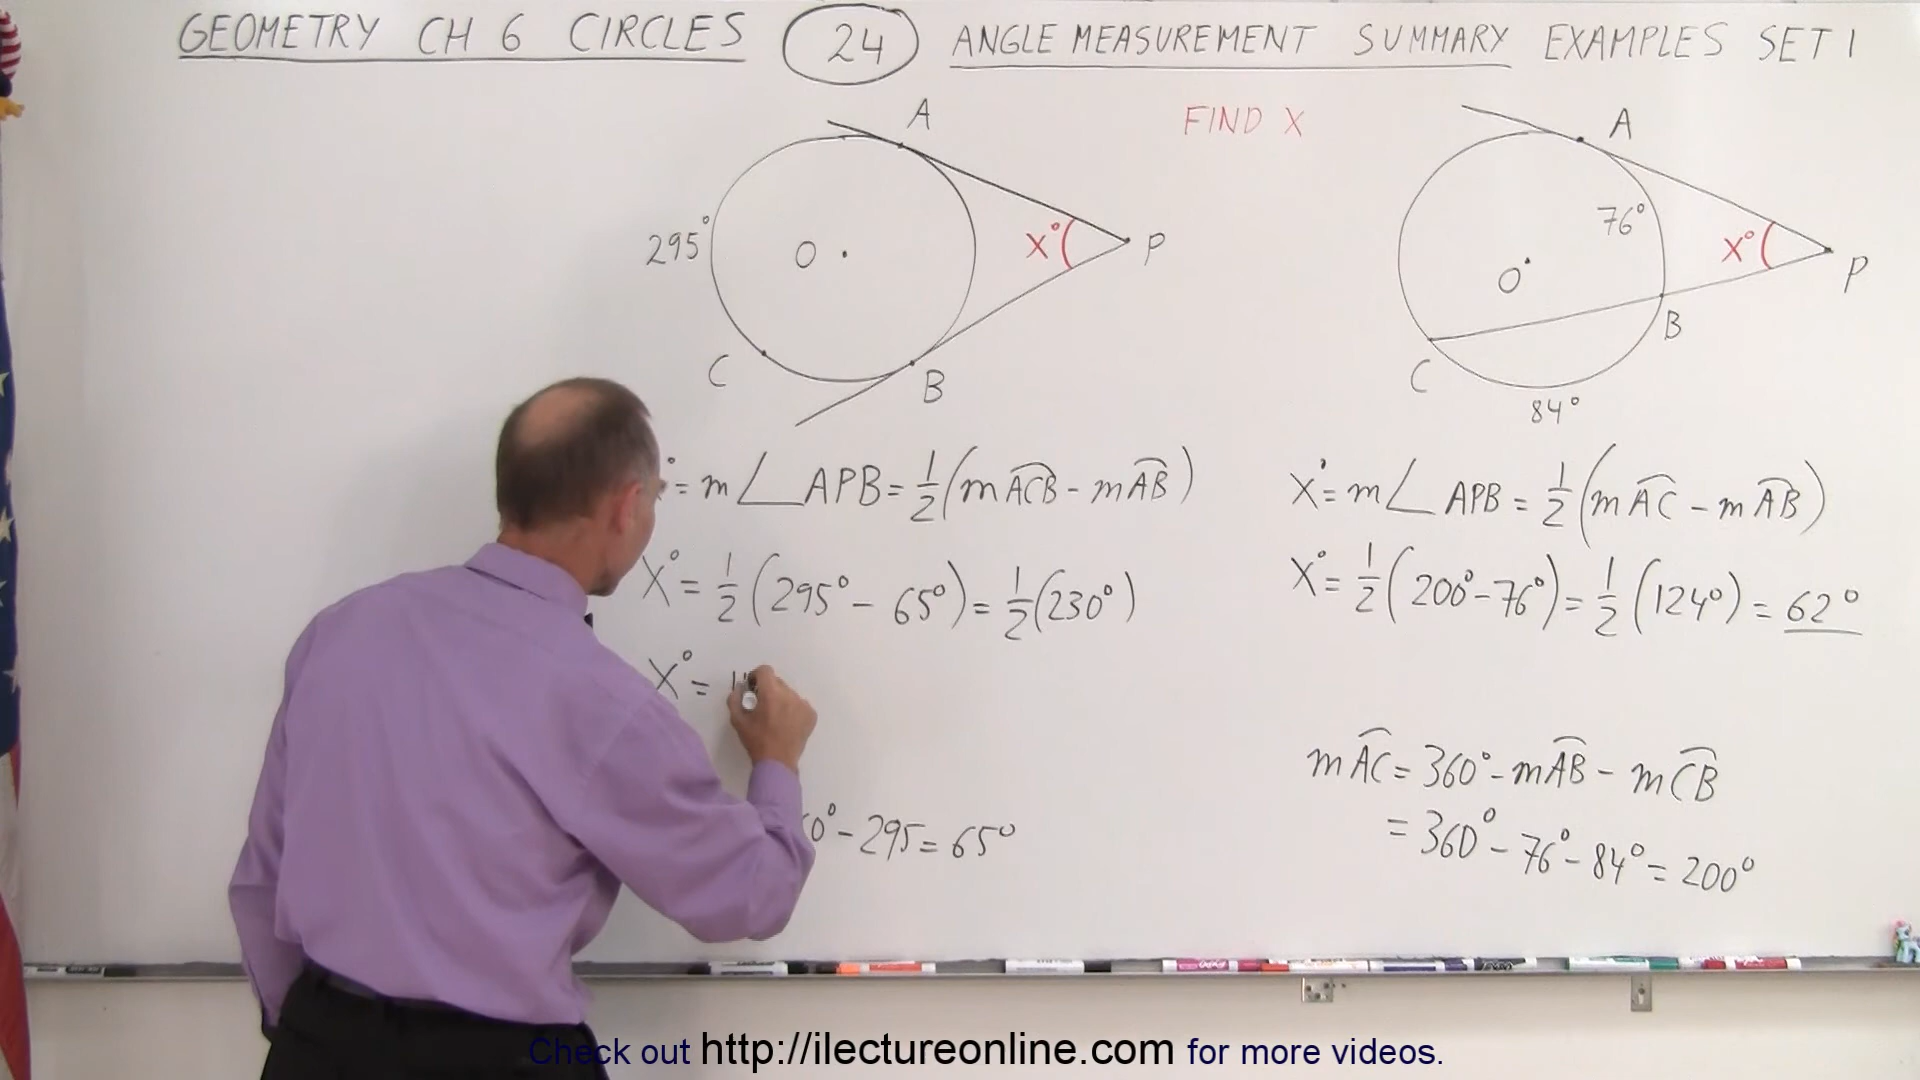 GEOMETRY CH 6 CIRCLES 24 ANGLE MEASUREMENT SUMMARY EXAMPLES SET 1
FIND X
A
295°
O
X°
P
C
B
A
76°
O
X°
P
B
C
84°
° = m∠APB = 1/2 (mACB - mAB)
X° = 1/2 (295° - 65°) = 1/2 (230°)
X° =
0° - 295 = 65°
X° = m∠APB = 1/2 (mAC - mAB)
X° = 1/2 (200° - 76°) = 1/2 (124°) = 62°
mAC = 360° - mAB - mCB
= 360° - 76° - 84° = 200°
Check out http://ilectureonline.com for more videos.